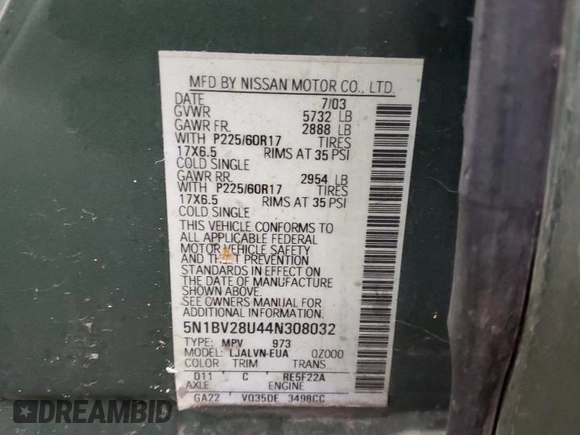 MFD BY NISSAN MOTOR CO., LTD.
DATE 7/03
GVWR 5732 LB
GAWR FR. 2888 LB
WITH P225/60R17 TIRES
17X6.5 RIMS AT 35 PSI
COLD SINGLE
GAWR RR. 2954 LB
WITH P225/60R17 TIRES
17X6.5 RIMS AT 35 PSI
COLD SINGLE
THIS VEHICLE CONFORMS TO
ALL APPLICABLE FEDERAL
MOTOR VEHICLE SAFETY
AND THEFT PREVENTION
STANDARDS IN EFFECT ON
THE DATE OF MANUFACTURE
SHOWN ABOVE.
SEE OWNERS MANUAL FOR
ADDITIONAL INFORMATION
5N1BV28U44N308032
TYPE: MPV 973
MODEL: LJALVN-EUA 0Z000
COLOR TRIM TRANS
D11 C RE5F22A
AXLE ENGINE
GA22 VQ35DE 3498CC
DREAMBID
CERTIFIED USED CARS